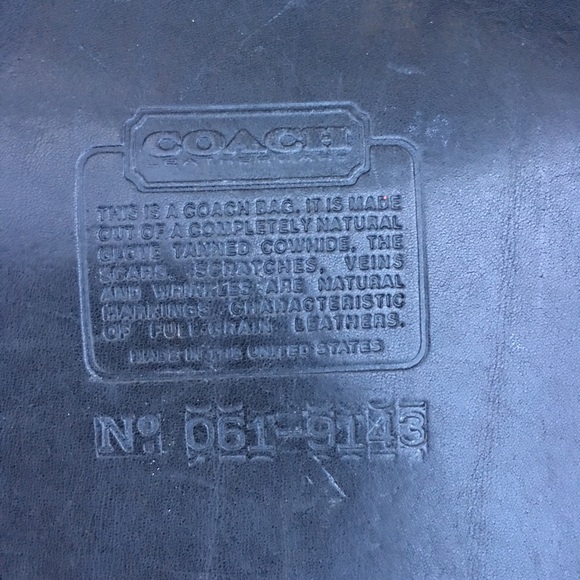 COACH
LEATHERWARE
THIS IS A COACH BAG. IT IS MADE
OUT OF A COMPLETELY NATURAL
GLOVE TANNED COWHIDE, THE
SCARS, SCRATCHES, VEINS
AND WRINKLES ARE NATURAL
MARKINGS CHARACTERISTIC
OF FULL-GRAIN LEATHERS.
MADE IN THE UNITED STATES
No 061-9143